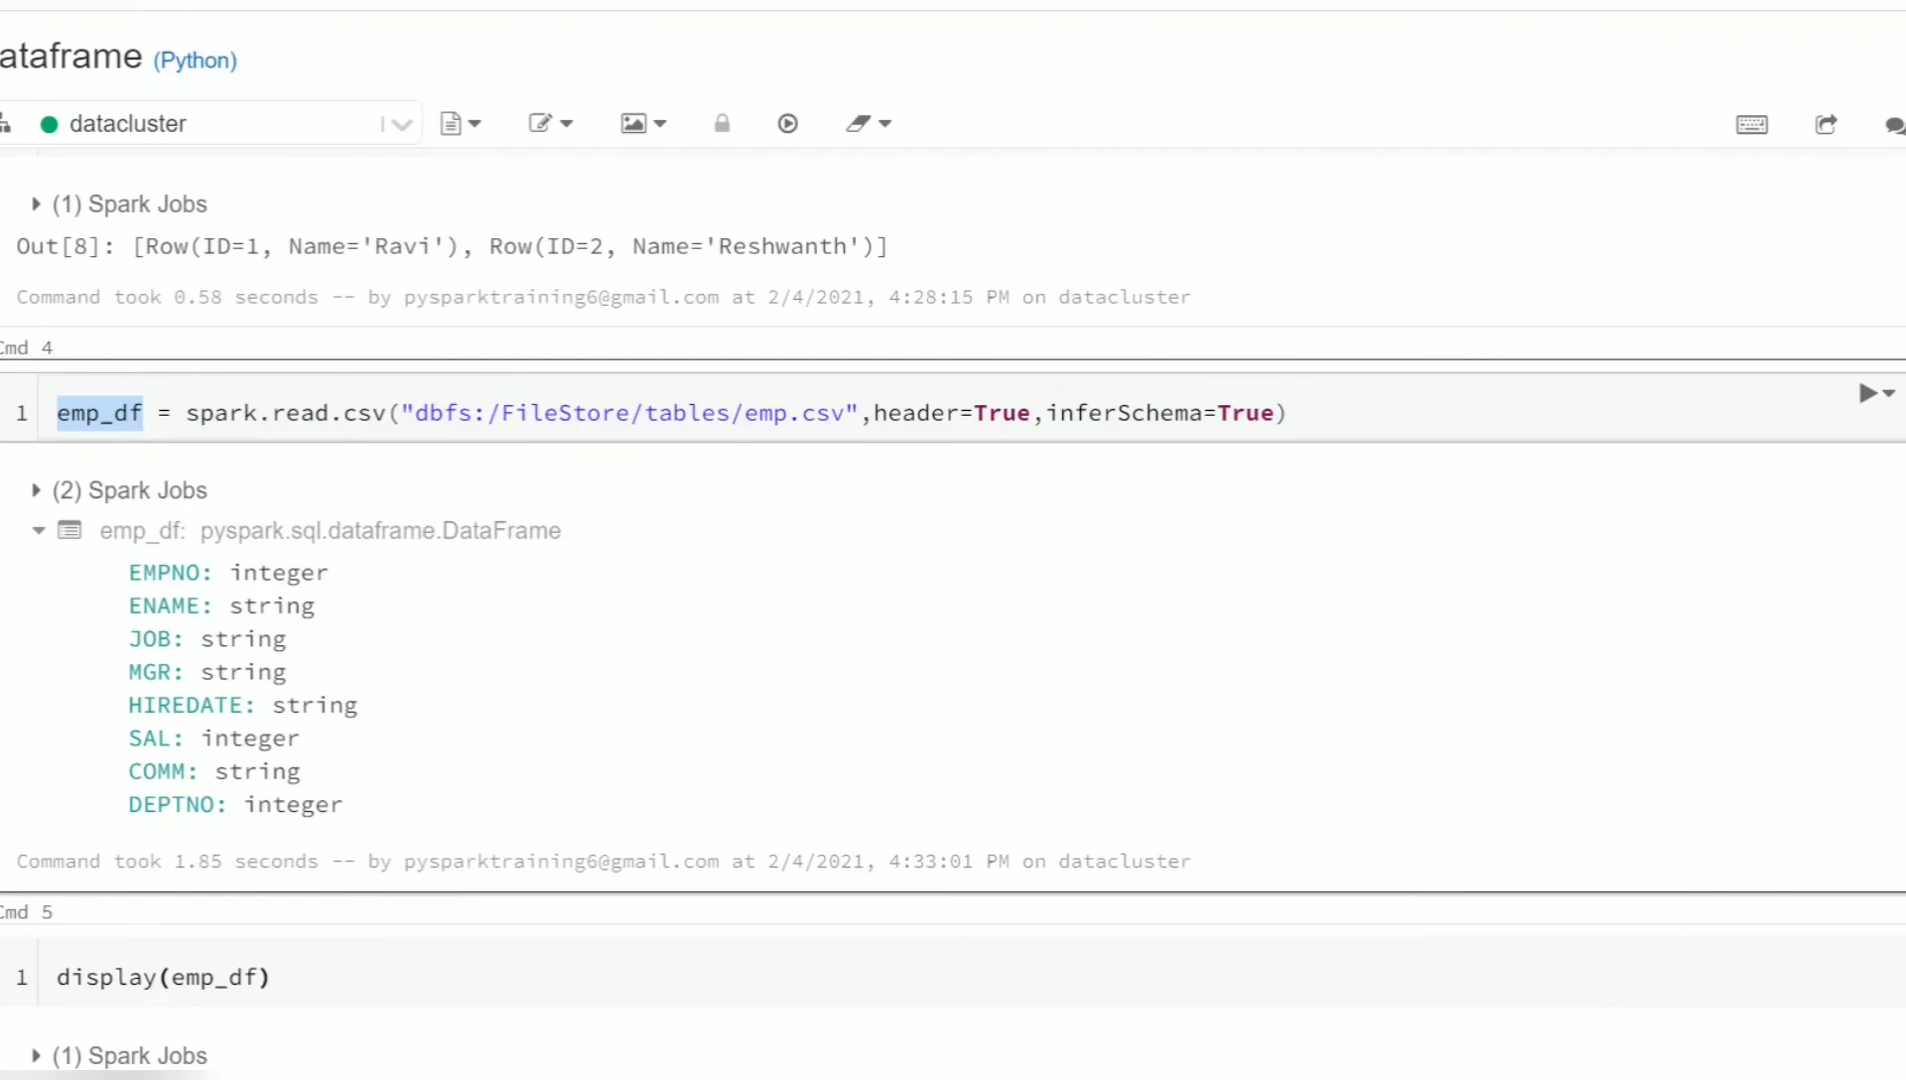 ataframe (Python)
datacluster
(1) Spark Jobs
Out[8]: [Row(ID=1, Name='Ravi'), Row(ID=2, Name='Reshwanth')]
Command took 0.58 seconds -- by pysparktraining6@gmail.com at 2/4/2021, 4:28:15 PM on datacluster
Cmd 4
1 emp_df = spark.read.csv("dbfs:/FileStore/tables/emp.csv",header=True,inferSchema=True)
(2) Spark Jobs
emp_df: pyspark.sql.dataframe.DataFrame
EMPNO: integer
ENAME: string
JOB: string
MGR: string
HIREDATE: string
SAL: integer
COMM: string
DEPTNO: integer
Command took 1.85 seconds -- by pysparktraining6@gmail.com at 2/4/2021, 4:33:01 PM on datacluster
Cmd 5
1 display(emp_df)
(1) Spark Jobs